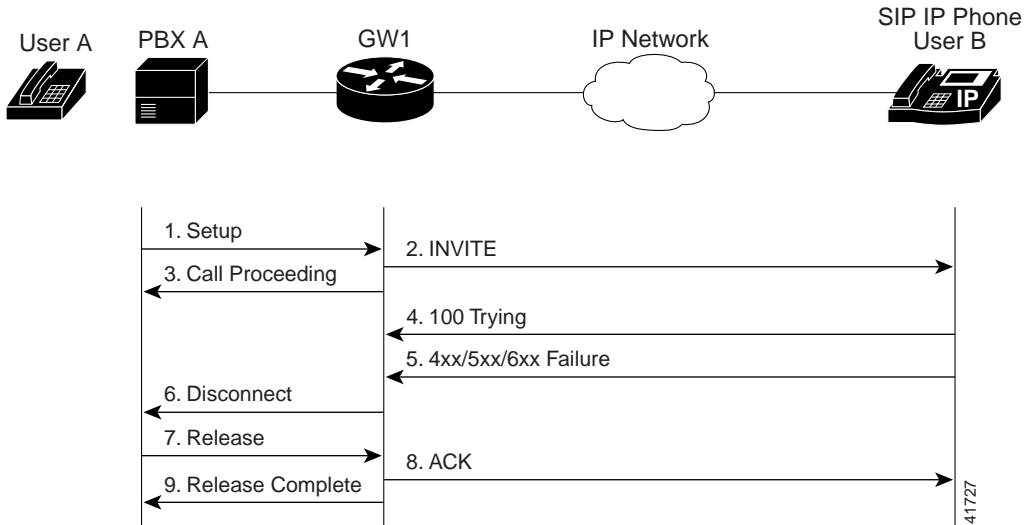 User A
PBX A
GW1
IP Network
SIP IP Phone
User B
IP
1. Setup
2. INVITE
3. Call Proceeding
4. 100 Trying
5. 4xx/5xx/6xx Failure
6. Disconnect
7. Release
8. ACK
9. Release Complete
41727